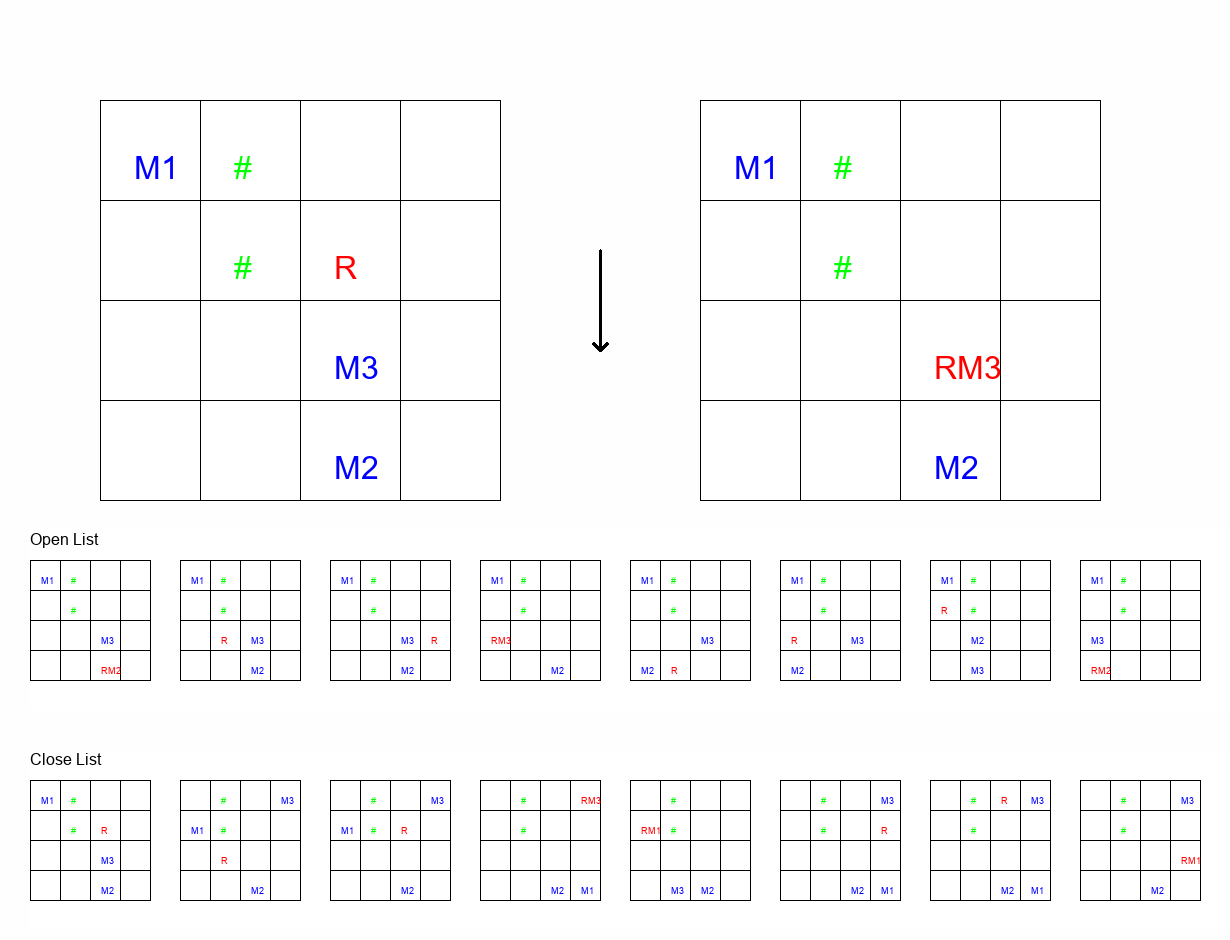 M1 # M1 #
# R #
M3 RM3
M2 M2
Open List
M1 # M1 # M1 # M1 # M1 # M1 # M1 # M1 #
# # # # # # R # #
M3 R M3 M3 R RM3 M3 R M3 M2 M3
RM2 M2 M2 M2 M2 R M2 M3 RM2
Close List
M1 # # M3 # M3 # RM3 # # M3 # R M3 # M3
# R M1 # M1 # R # RM1 # # R # #
M3 R RM1
M2 M2 M2 M2 M1 M3 M2 M2 M1 M2 M1 M2